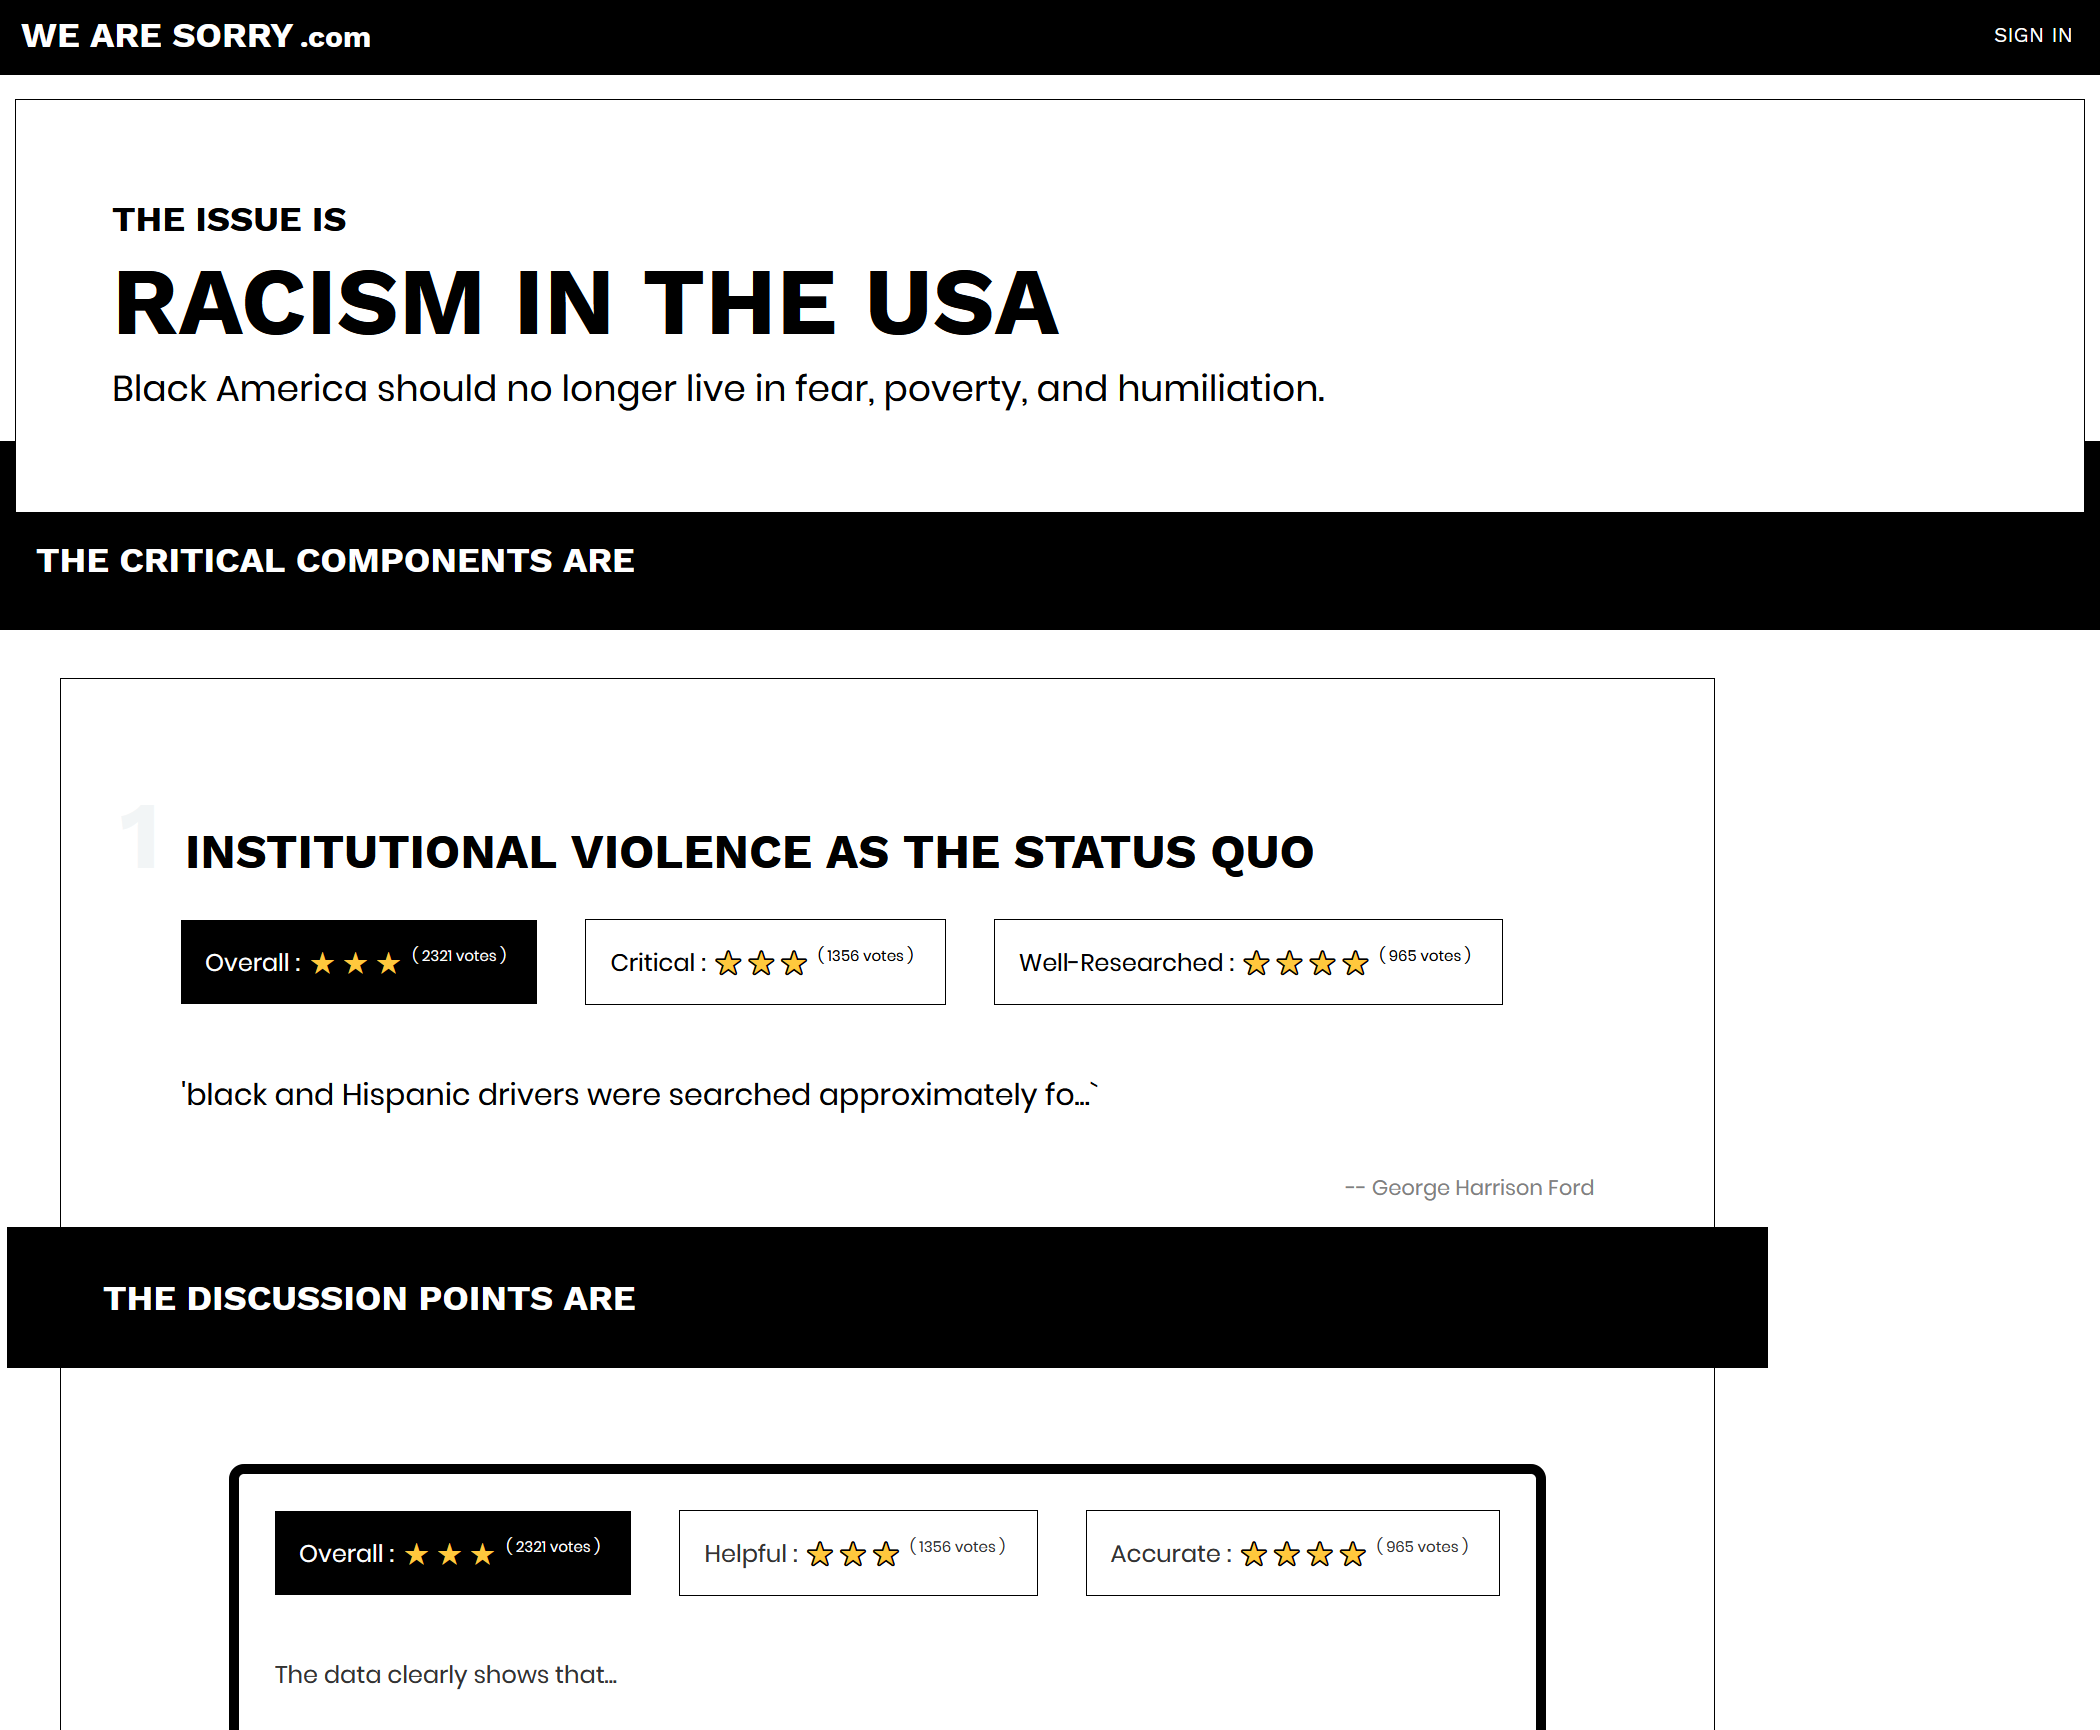 WE ARE SORRY .com
SIGN IN
THE ISSUE IS
RACISM IN THE USA
Black America should no longer live in fear, poverty, and humiliation.
THE CRITICAL COMPONENTS ARE
1 INSTITUTIONAL VIOLENCE AS THE STATUS QUO
Overall : ★ ★ ★ ( 2321 votes )
Critical : ★ ★ ★ ( 1356 votes )
Well-Researched : ★ ★ ★ ★ ( 965 votes )
'black and Hispanic drivers were searched approximately fo...`
-- George Harrison Ford
THE DISCUSSION POINTS ARE
Overall : ★ ★ ★ ( 2321 votes )
Helpful : ★ ★ ★ ( 1356 votes )
Accurate : ★ ★ ★ ★ ( 965 votes )
The data clearly shows that...